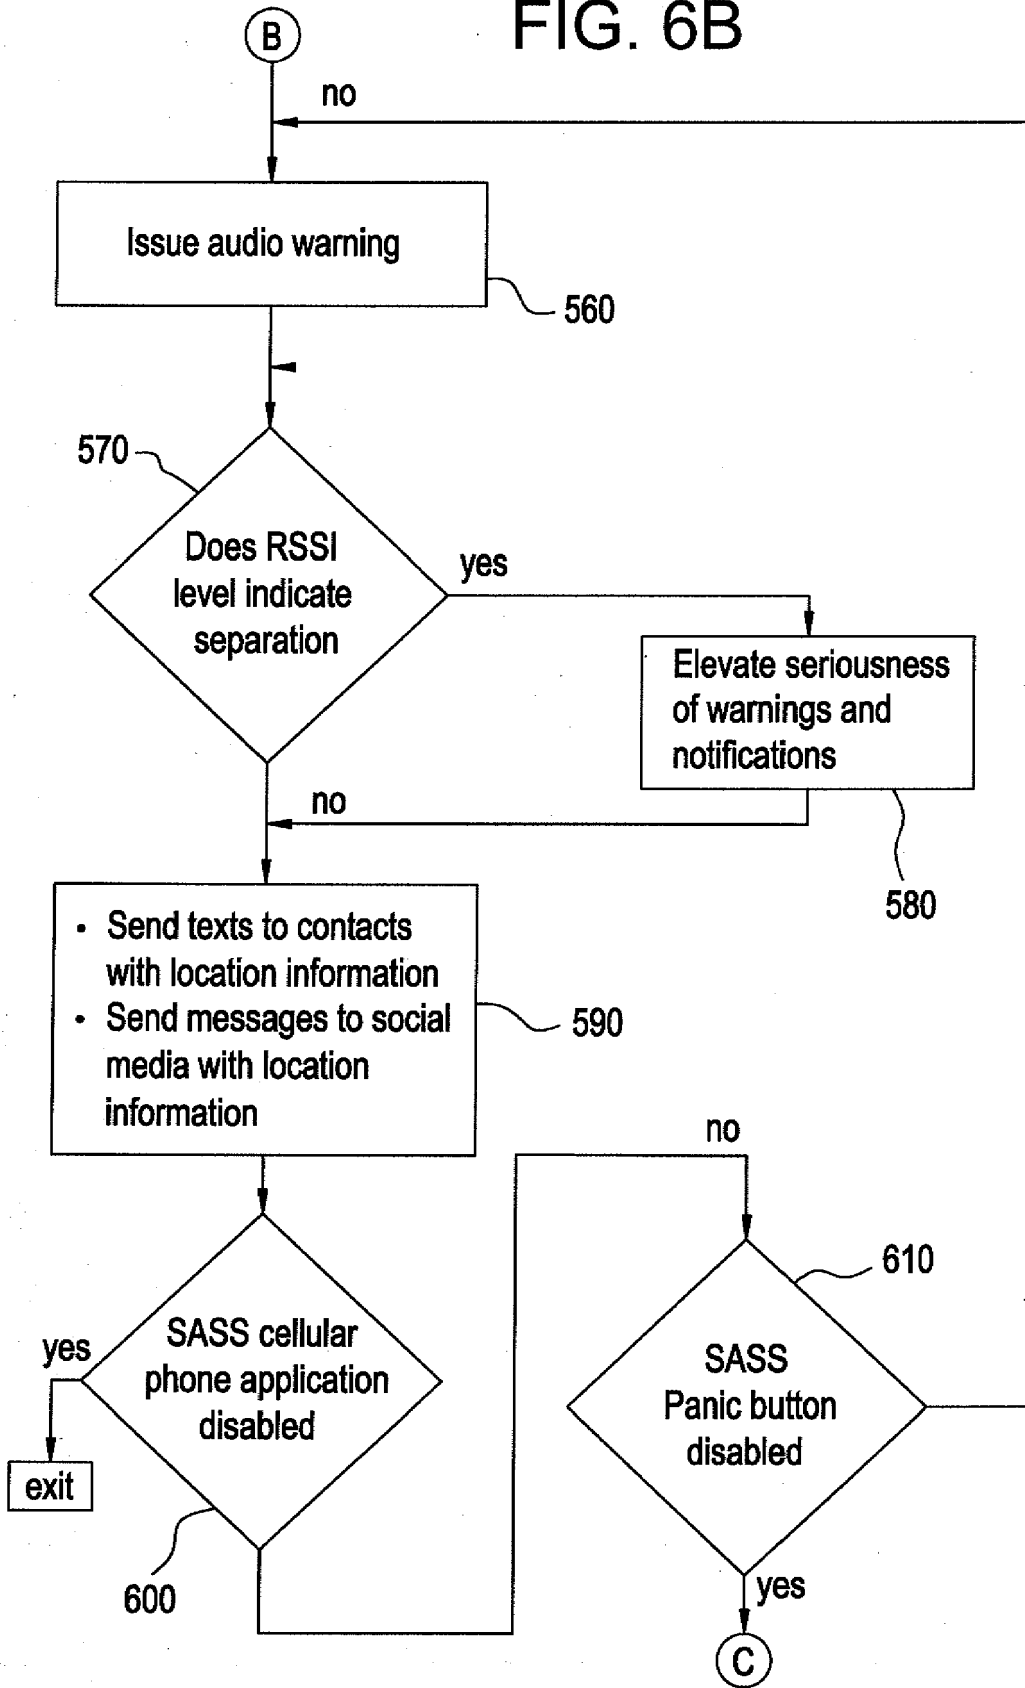 FIG. 6B
B
no
Issue audio warning
560
570
Does RSSI
level indicate
separation
yes
Elevate seriousness
of warnings and
notifications
580
no
• Send texts to contacts
with location information
• Send messages to social
media with location
information
590
no
610
SASS cellular
phone application
disabled
yes
exit
600
SASS
Panic button
disabled
yes
C